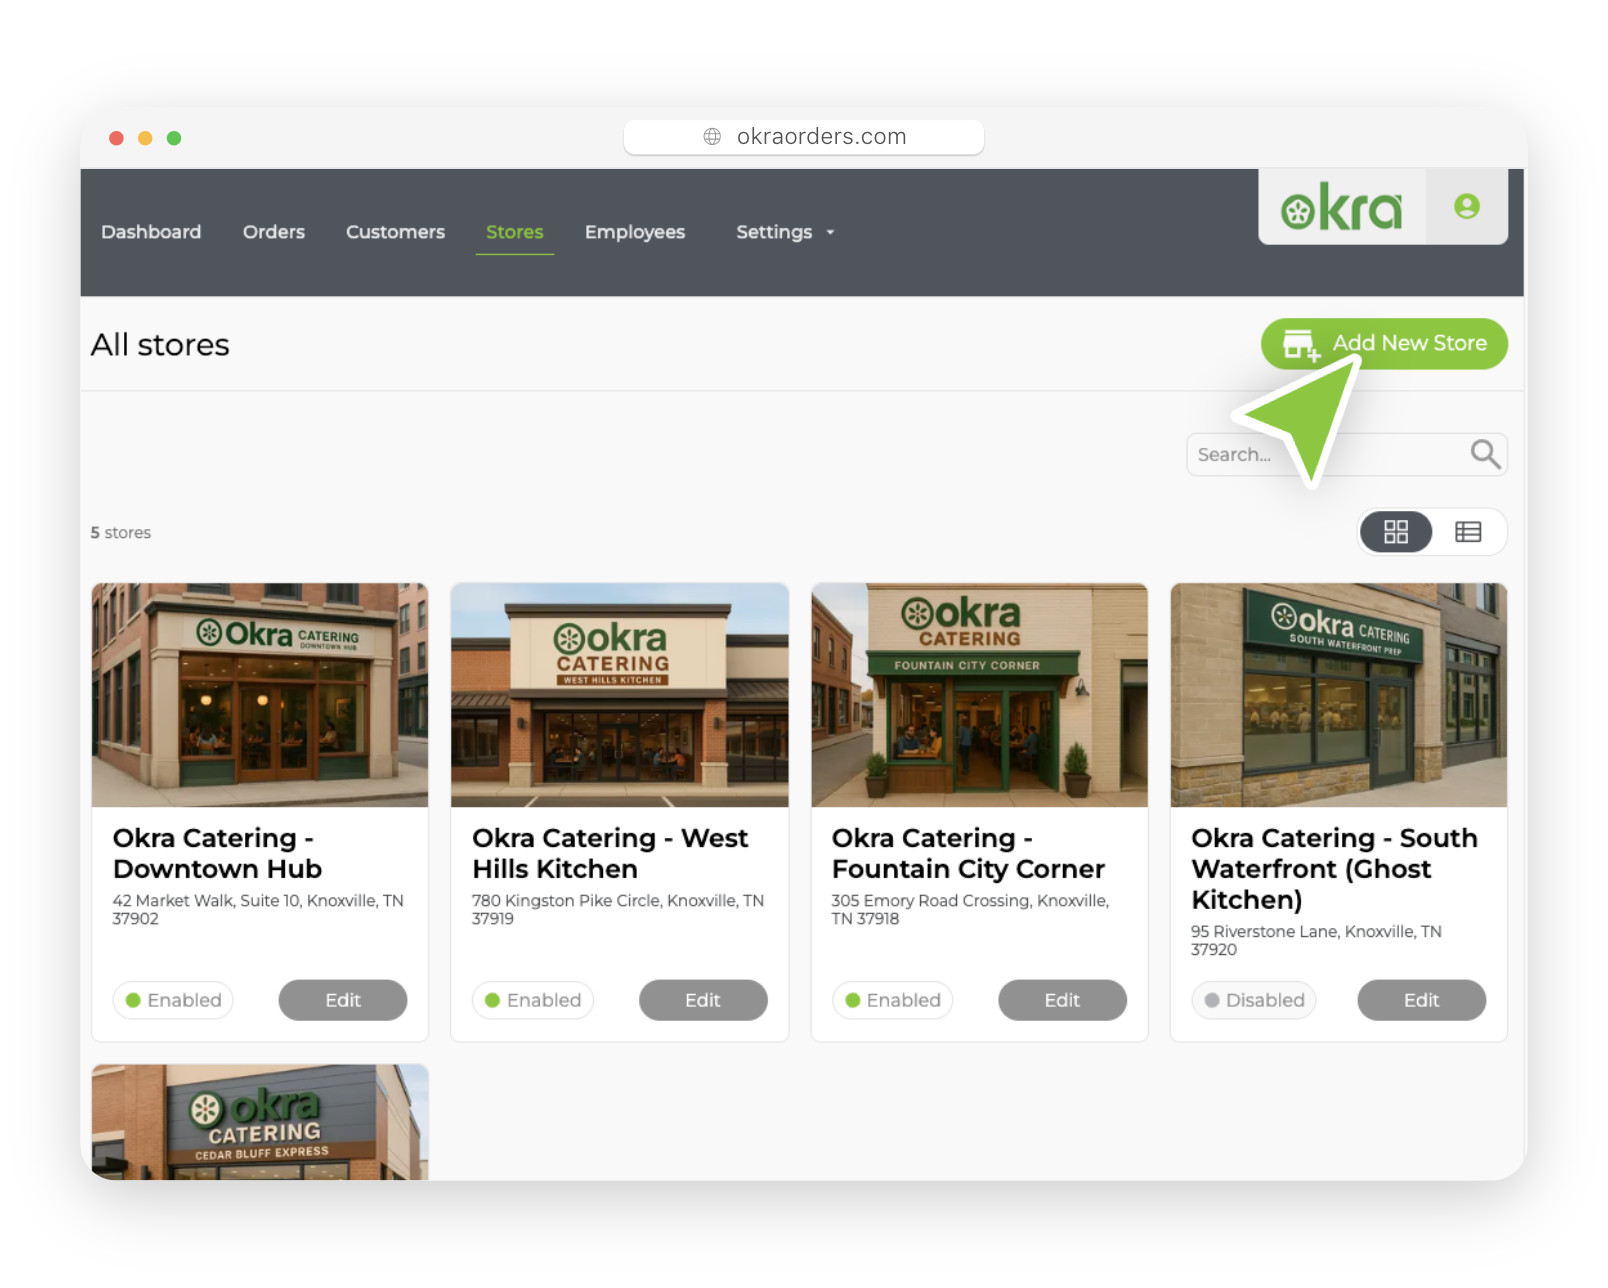 okraorders.com
okra
Dashboard Orders Customers Stores Employees Settings
All stores
Add New Store
Search...
5 stores
Okra CATERING
DOWNTOWN HUB
okra
CATERING
WEST HILLS KITCHEN
okra
CATERING
FOUNTAIN CITY CORNER
okra CATERING
SOUTH WATERFRONT PREP
Okra Catering -
Downtown Hub
42 Market Walk, Suite 10, Knoxville, TN
37902
Enabled
Edit
Okra Catering - West
Hills Kitchen
780 Kingston Pike Circle, Knoxville, TN
37919
Enabled
Edit
Okra Catering -
Fountain City Corner
305 Emory Road Crossing, Knoxville,
TN 37918
Enabled
Edit
Okra Catering - South
Waterfront (Ghost
Kitchen)
95 Riverstone Lane, Knoxville, TN
37920
Disabled
Edit
okra
CATERING
CEDAR BLUFF EXPRESS